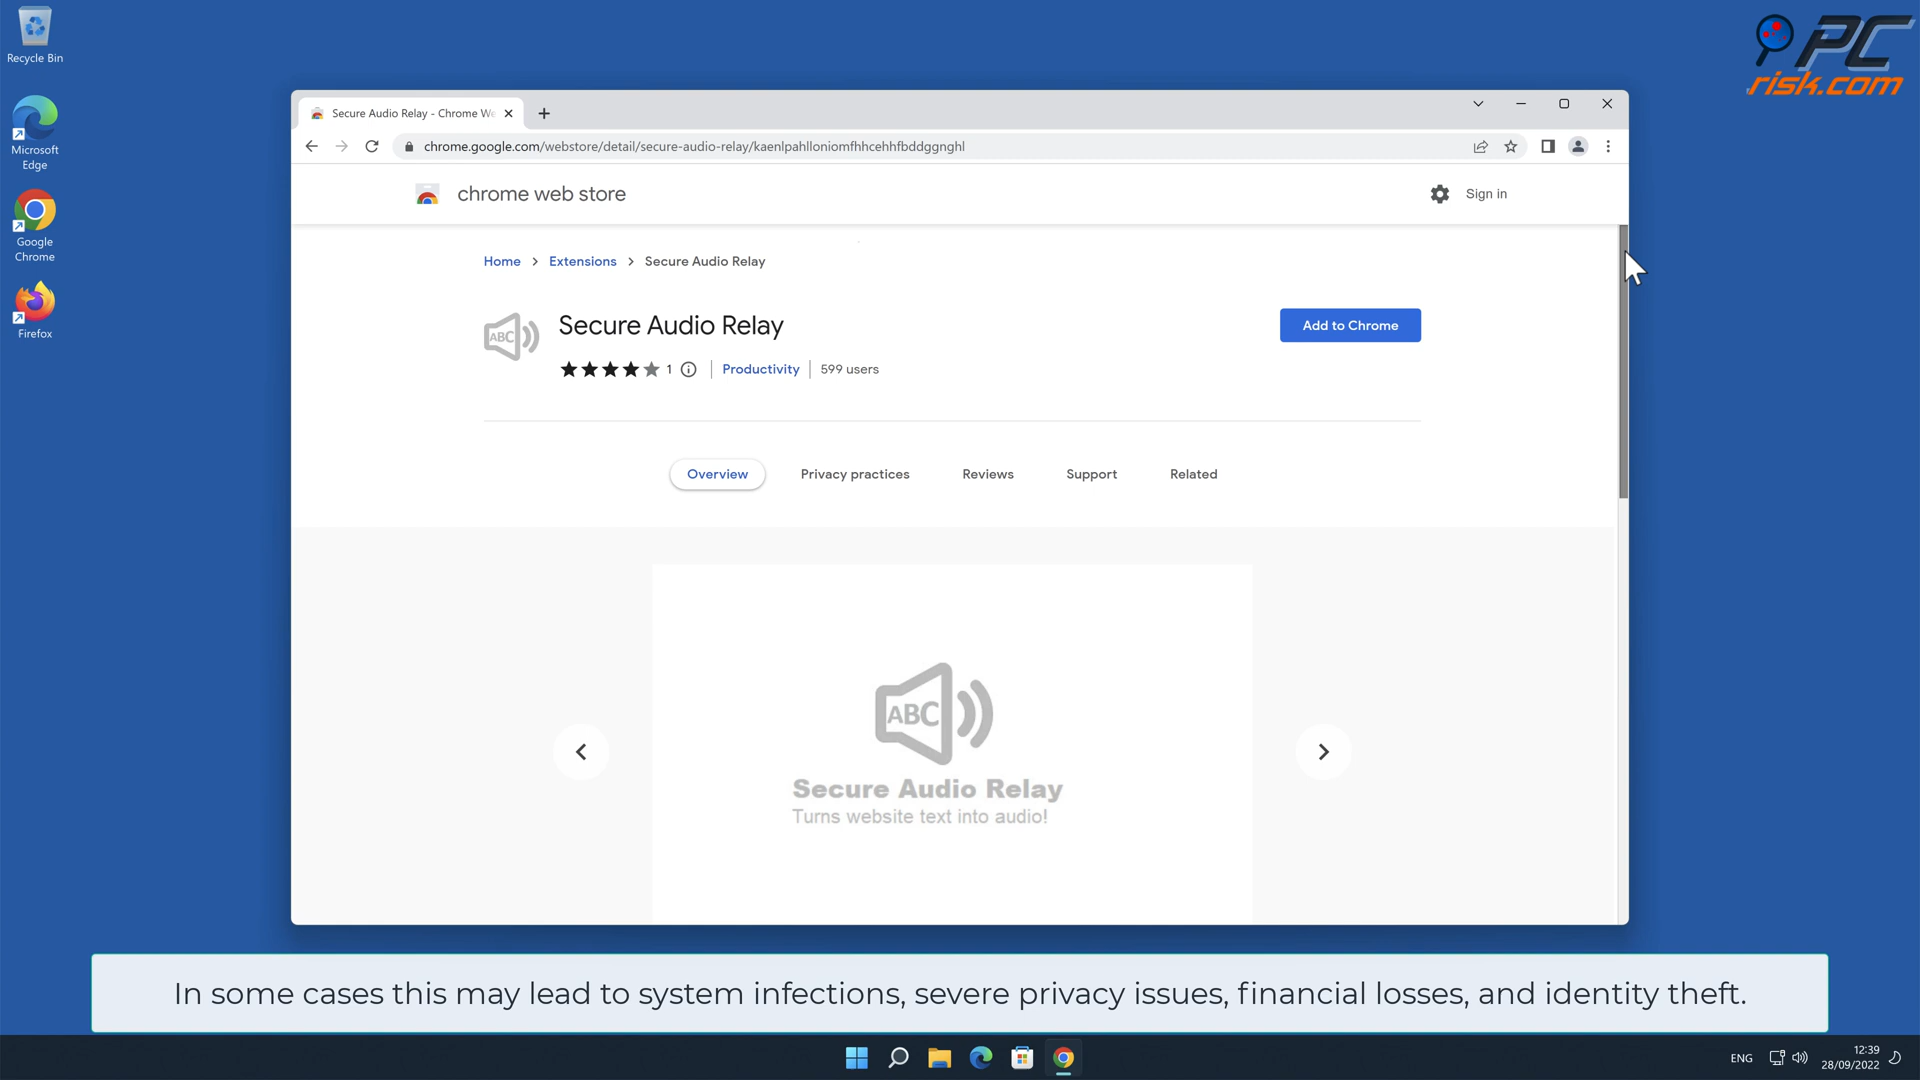 Recycle Bin
Microsoft
Edge
Google
Chrome
Firefox
PC
risk.com
Secure Audio Relay - Chrome We
chrome.google.com/webstore/detail/secure-audio-relay/kaenlpahlloniomfhhcehhfbddggnghl
chrome web store
Sign in
Home > Extensions > Secure Audio Relay
ABC
Secure Audio Relay
Add to Chrome
1 | Productivity | 599 users
Overview Privacy practices Reviews Support Related
ABC
Secure Audio Relay
Turns website text into audio!
In some cases this may lead to system infections, severe privacy issues, financial losses, and identity theft.
ENG
12:39
28/09/2022